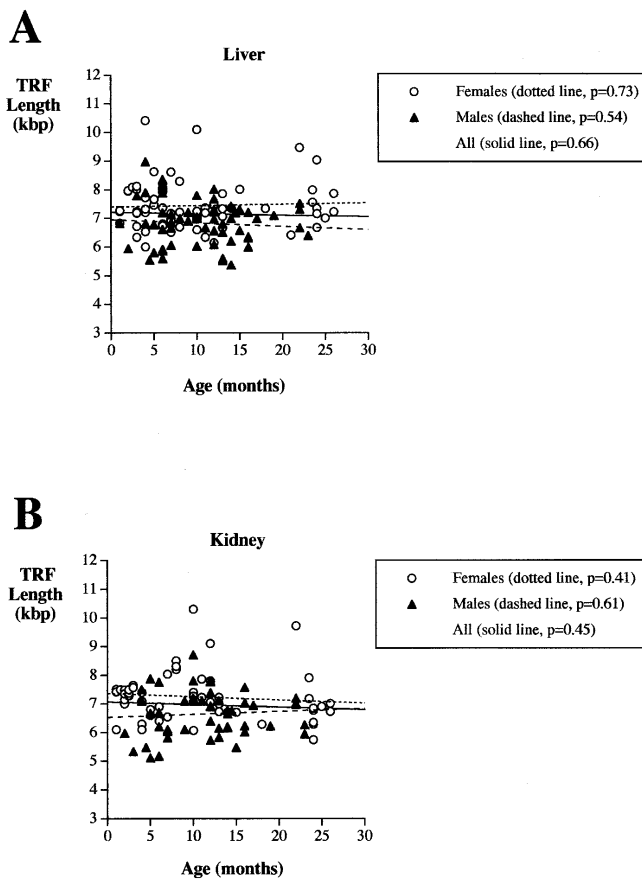 A
Liver
TRF
Length
(kbp)
12
11
10
9
8
7
6
5
4
3
0 5 10 15 20 25 30
Age (months)
Females (dotted line, p=0.73)
Males (dashed line, p=0.54)
All (solid line, p=0.66)
B
Kidney
TRF
Length
(kbp)
12
11
10
9
8
7
6
5
4
3
0 5 10 15 20 25 30
Age (months)
Females (dotted line, p=0.41)
Males (dashed line, p=0.61)
All (solid line, p=0.45)